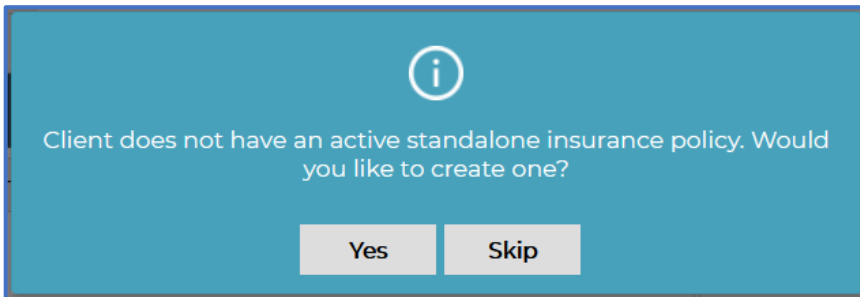 Client does not have an active standalone insurance policy. Would
you like to create one?
Yes
Skip